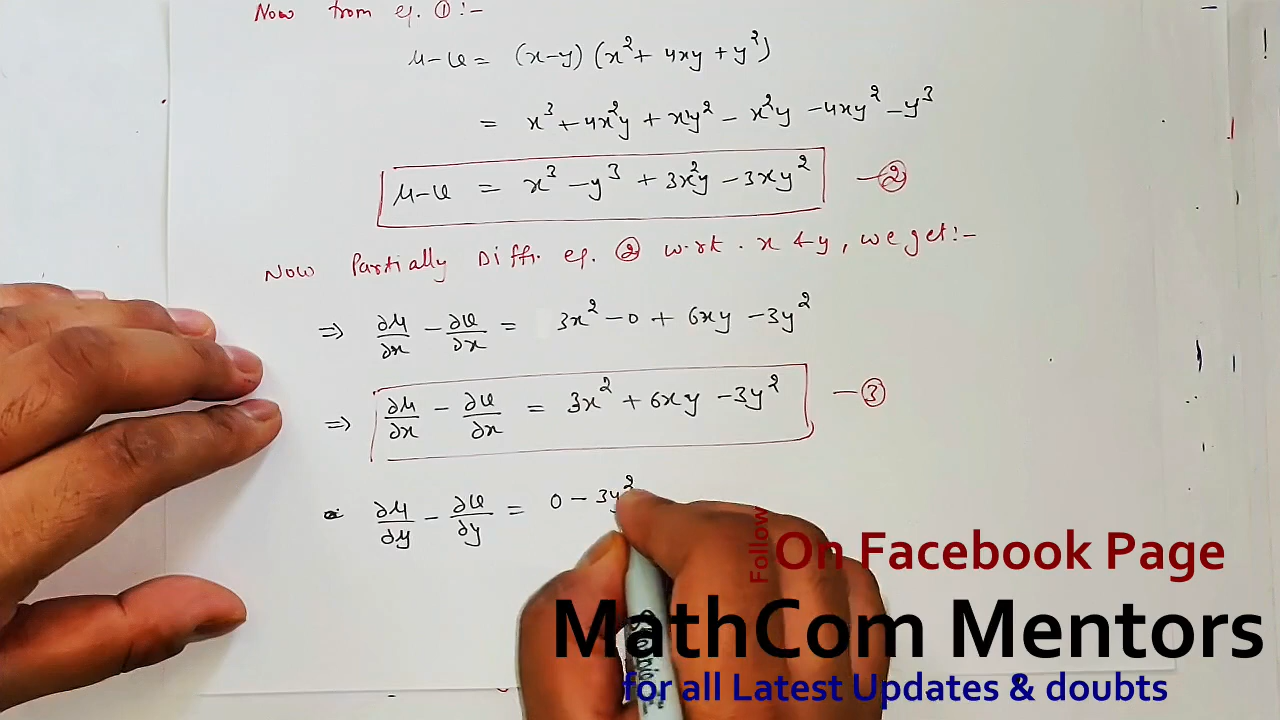 Now from eq. ① :-
u-v = (x-y) (x²+ 4xy + y²)
= x³ + 4x²y + xy² - x²y - 4xy² - y³
u-v = x³ - y³ + 3x²y - 3xy² - ②
Now Partially Diff. eq. ② w.r.t. x & y, we get:-
⇒ ∂u/∂x - ∂v/∂x = 3x² - 0 + 6xy - 3y²
⇒ ∂u/∂x - ∂v/∂x = 3x² + 6xy - 3y² - ③
∂u/∂y - ∂v/∂y = 0 - 3y²
Follow On Facebook Page
MathCom Mentors
for all Latest Updates & doubts